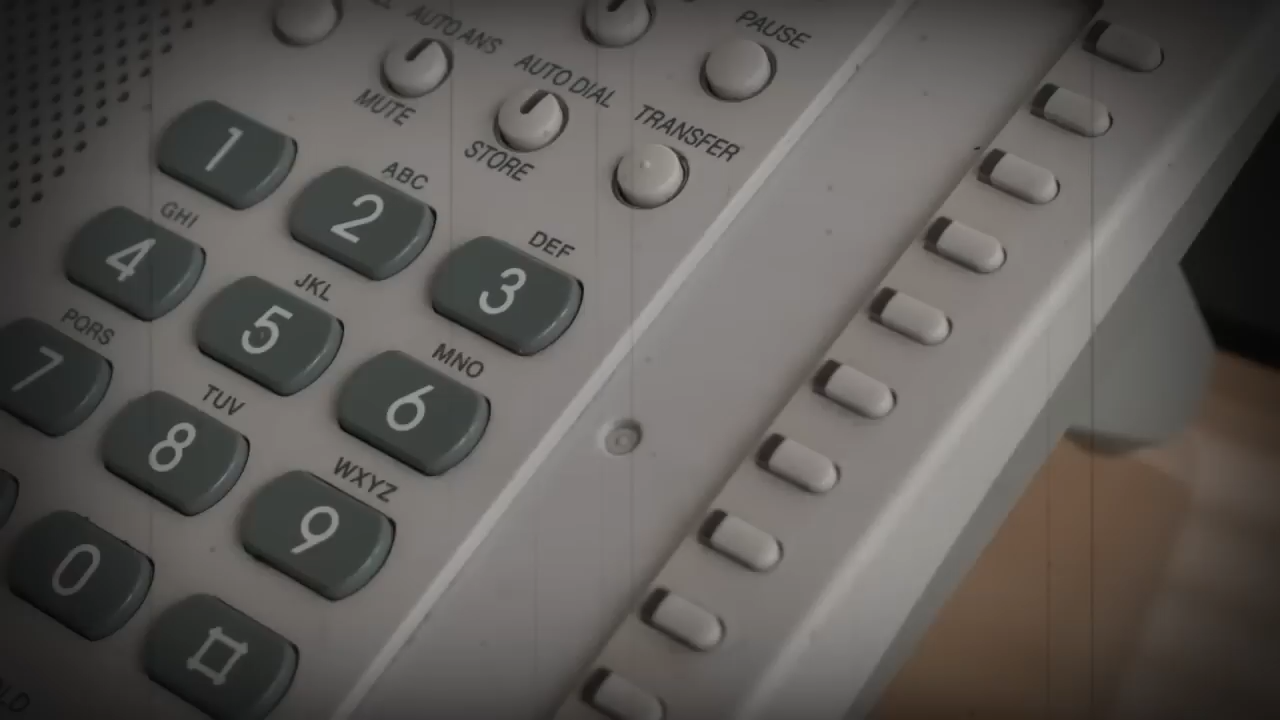 AUTO ANS
PAUSE
MUTE
AUTO DIAL
STORE
TRANSFER
1
ABC
2
DEF
3
GHI
4
JKL
5
MNO
6
PQRS
7
TUV
8
WXYZ
9
0